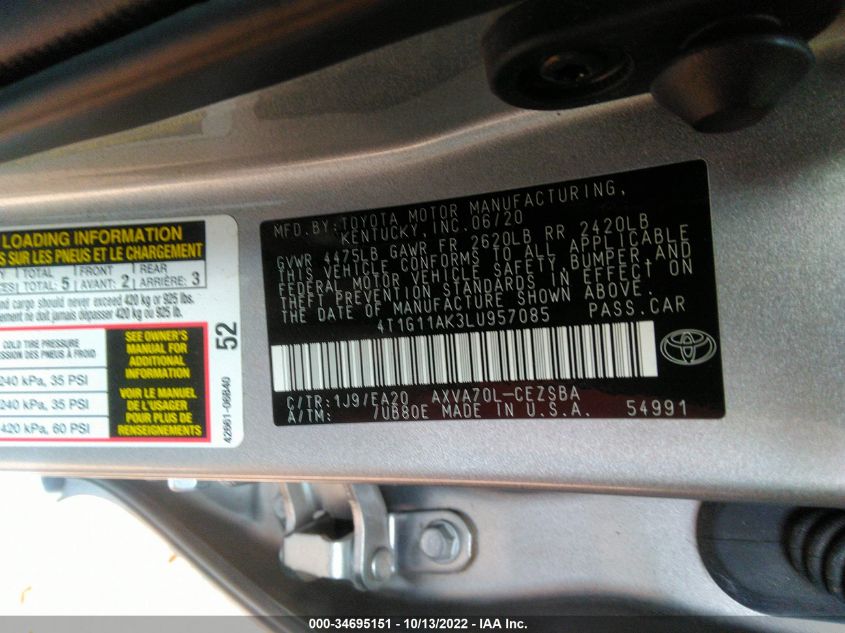 LOADING INFORMATION
S SUR LES PNEUS ET LE CHARGEMENT
TOTAL 5 FRONT 2 REAR 3
TOTAL : AVANT : ARRIÈRE :
and cargo should never exceed 420 kg or 925 lbs.
t ne doit jamais dépasser 420 kg ou 925 lb.
COLD TIRE PRESSURE
PRESSION DES PNEUS À FROID
240 kPa, 35 PSI
240 kPa, 35 PSI
420 kPa, 60 PSI
SEE OWNER'S
MANUAL FOR
ADDITIONAL
INFORMATION
VOIR LE MANUEL
DE L'USAGER
POUR PLUS DE
RENSEIGNEMENTS
52
42661-06B40
MFD.BY: TOYOTA MOTOR MANUFACTURING,
KENTUCKY, INC. 06/20
GVWR 4475LB GAWR FR 2620LB RR 2420LB
THIS VEHICLE CONFORMS TO ALL APPLICABLE
FEDERAL MOTOR VEHICLE SAFETY, BUMPER, AND
THEFT PREVENTION STANDARDS IN EFFECT ON
THE DATE OF MANUFACTURE SHOWN ABOVE.
4T1G11AK3LU957085 PASS.CAR
C/TR: 1J9/EA20 AXVA70L-CEZSBA
A/TM: 7UB80E MADE IN U.S.A. 54991
000-34695151 - 10/13/2022 - IAA Inc.